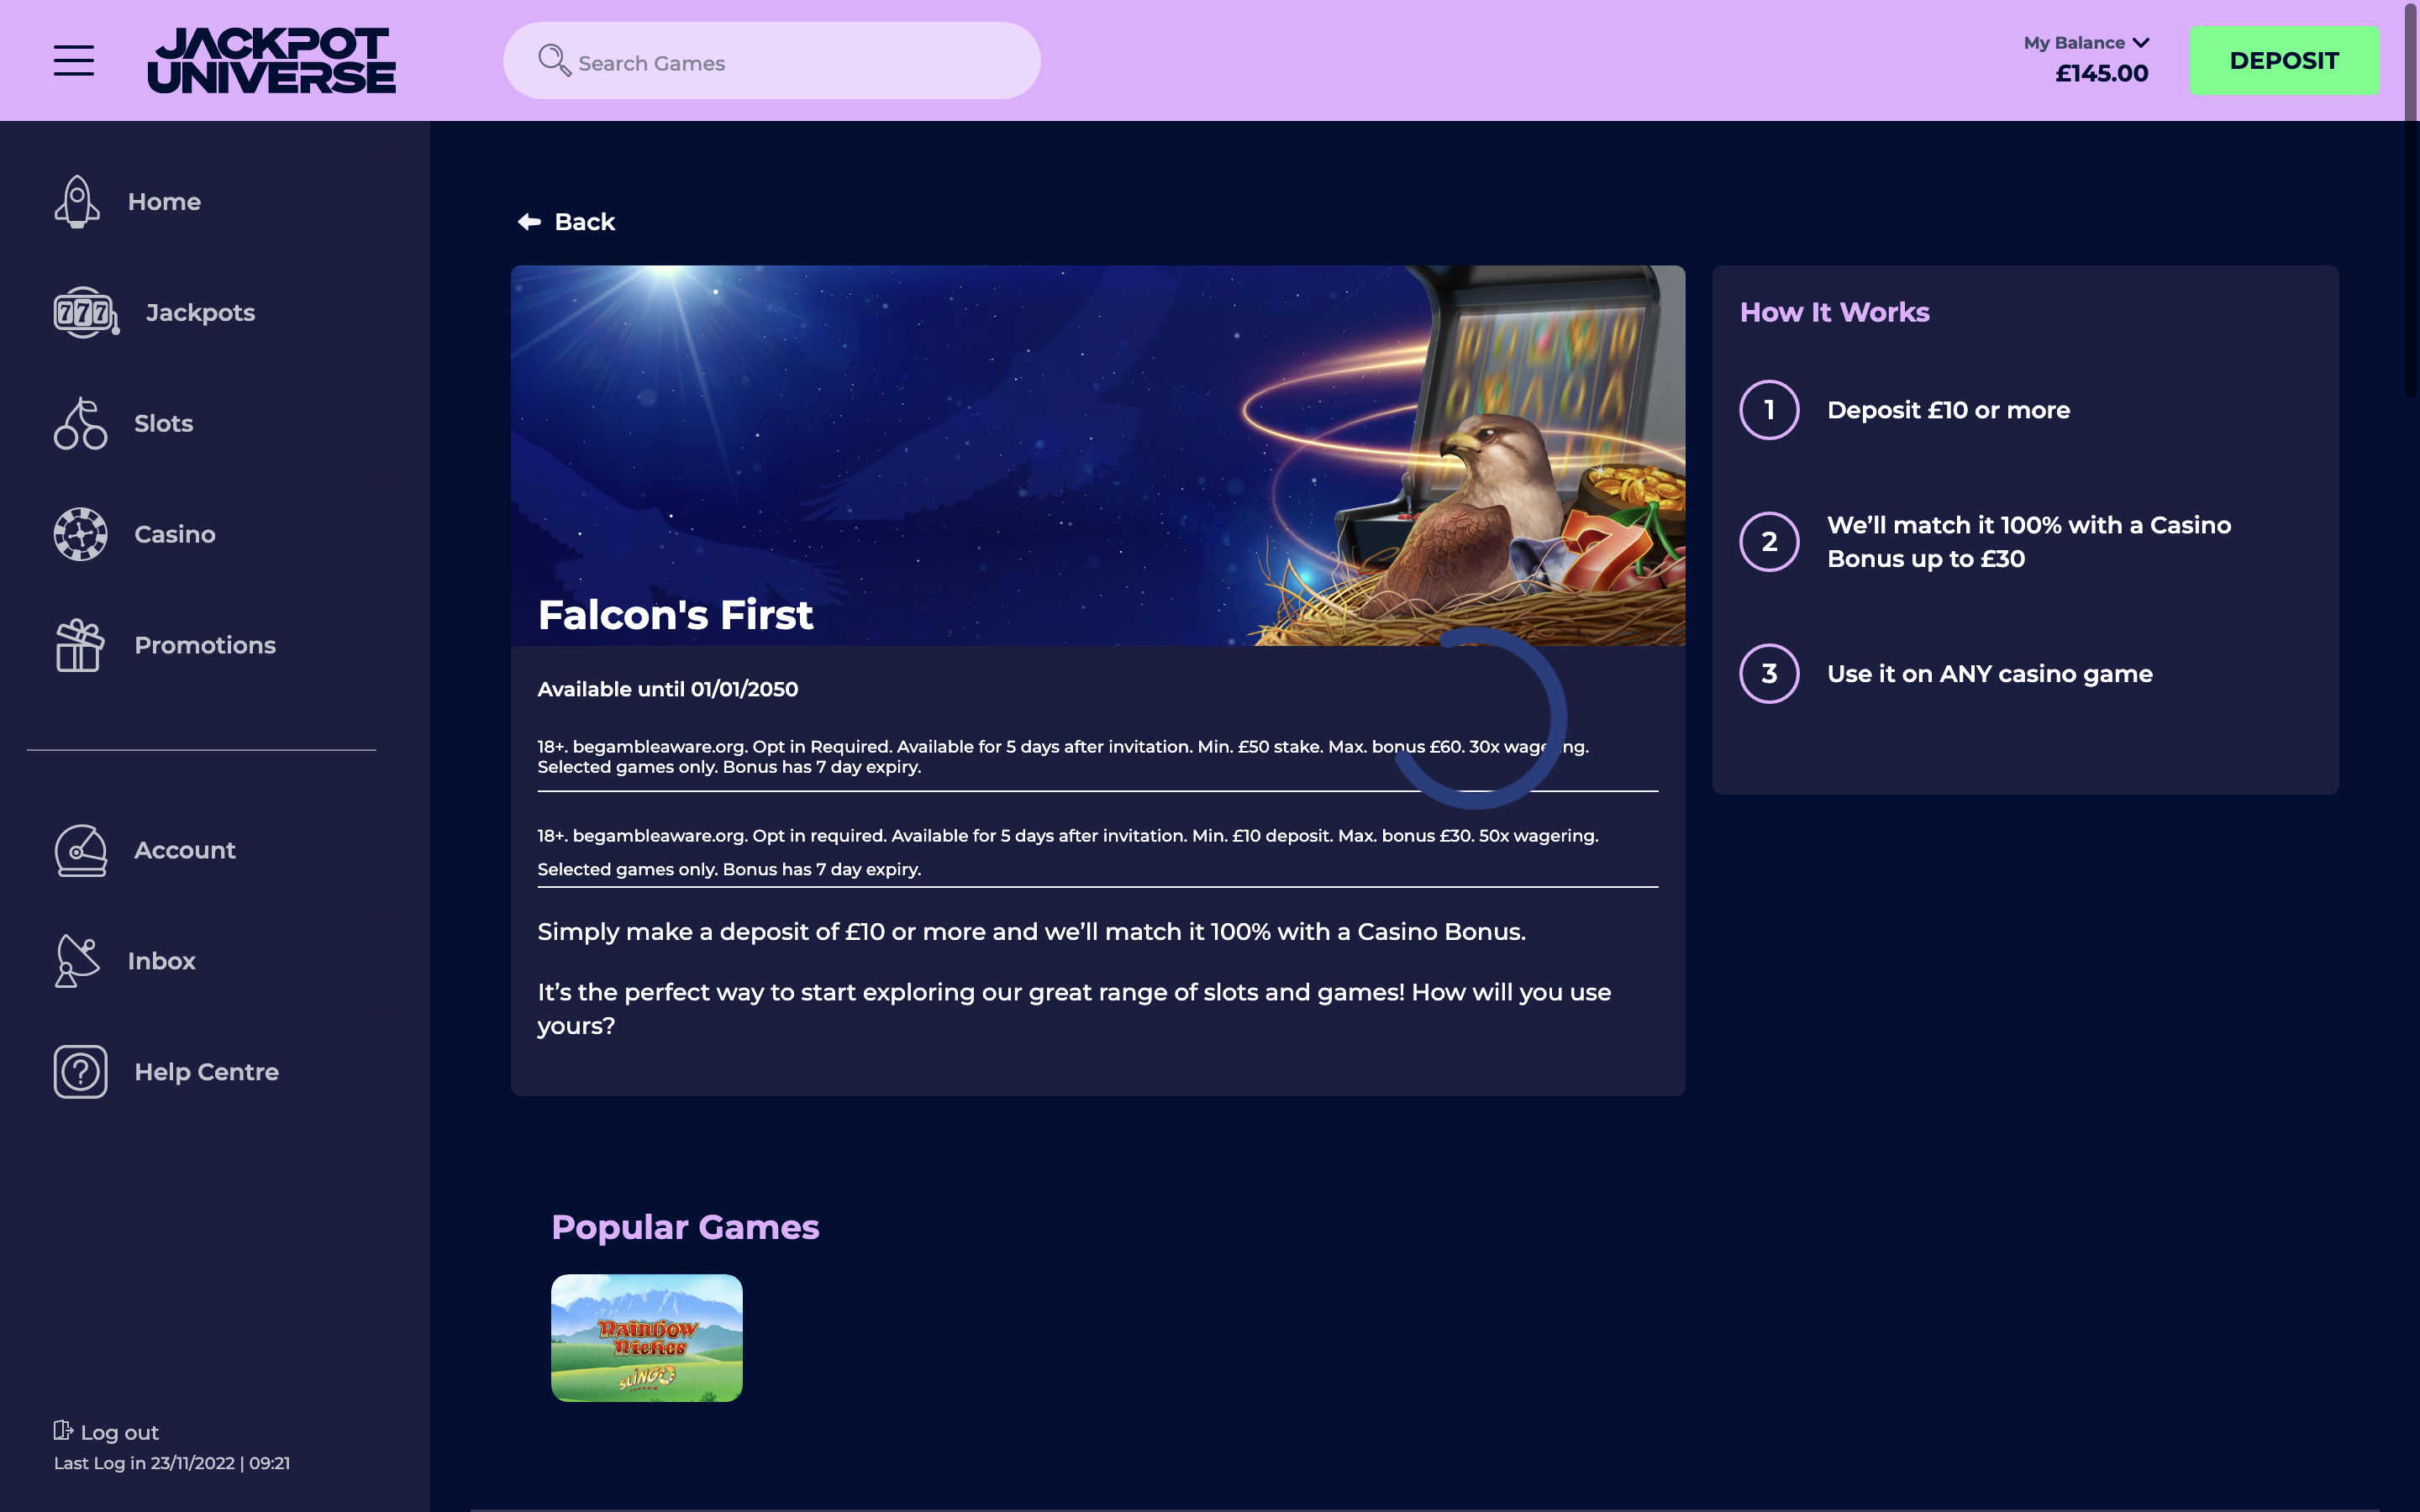 JACKPOT
UNIVERSE
Search Games
My Balance
£145.00
DEPOSIT
Home
777
Jackpots
Slots
Casino
Promotions
Account
Inbox
Help Centre
Log out
Last Log in 23/11/2022 | 09:21
Back
Falcon's First
Available until 01/01/2050
18+. begambleaware.org. Opt in Required. Available for 5 days after invitation. Min. £50 stake. Max. bonus £60. 30x wagering.
Selected games only. Bonus has 7 day expiry.
18+. begambleaware.org. Opt in required. Available for 5 days after invitation. Min. £10 deposit. Max. bonus £30. 50x wagering.
Selected games only. Bonus has 7 day expiry.
Simply make a deposit of £10 or more and we’ll match it 100% with a Casino Bonus.
It’s the perfect way to start exploring our great range of slots and games! How will you use
yours?
How It Works
1 Deposit £10 or more
2 We’ll match it 100% with a Casino
Bonus up to £30
3 Use it on ANY casino game
Popular Games
Rainbow
Riches
SLINGO